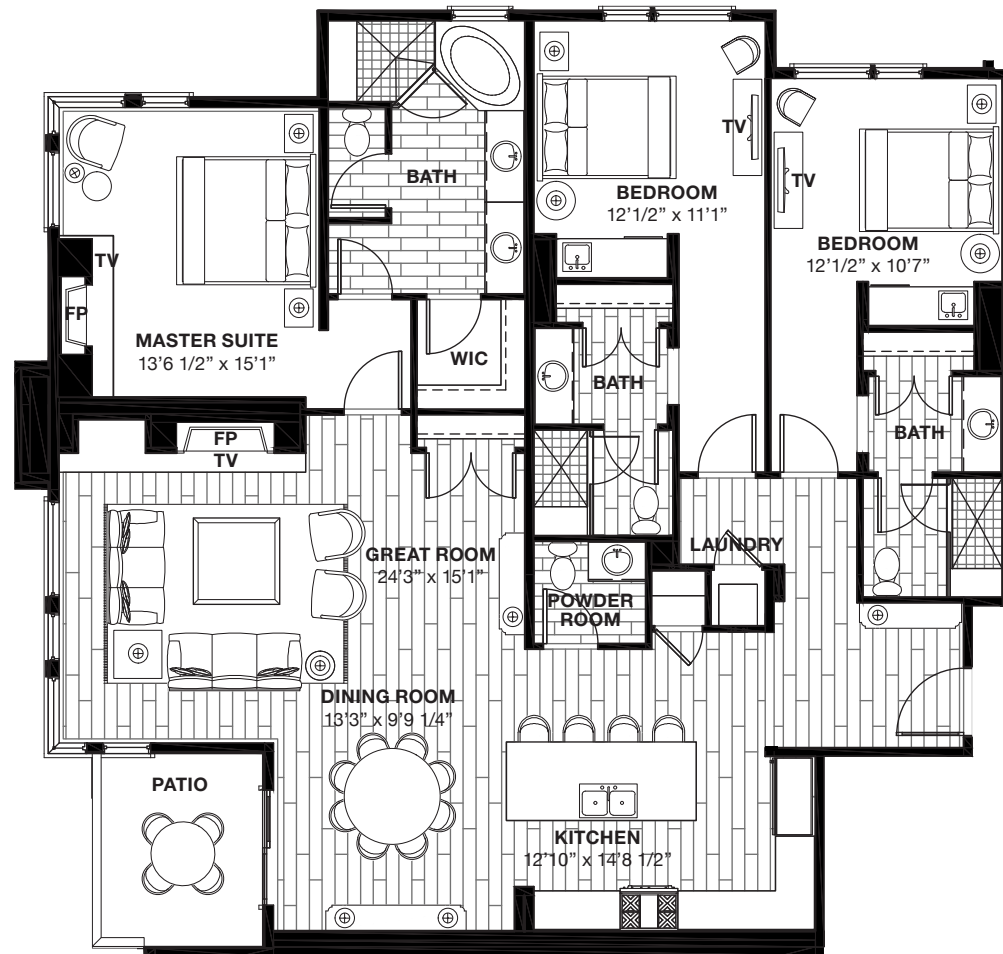 BATH
BEDROOM
12'1/2" x 11'1"
TV
TV
BEDROOM
12'1/2" x 10'7"
TV
FP
MASTER SUITE
13'6 1/2" x 15'1"
WIC
BATH
BATH
FP
TV
GREAT ROOM
24'3" x 15'1"
LAUNDRY
POWDER
ROOM
DINING ROOM
13'3" x 9'9 1/4"
PATIO
KITCHEN
12'10" x 14'8 1/2"